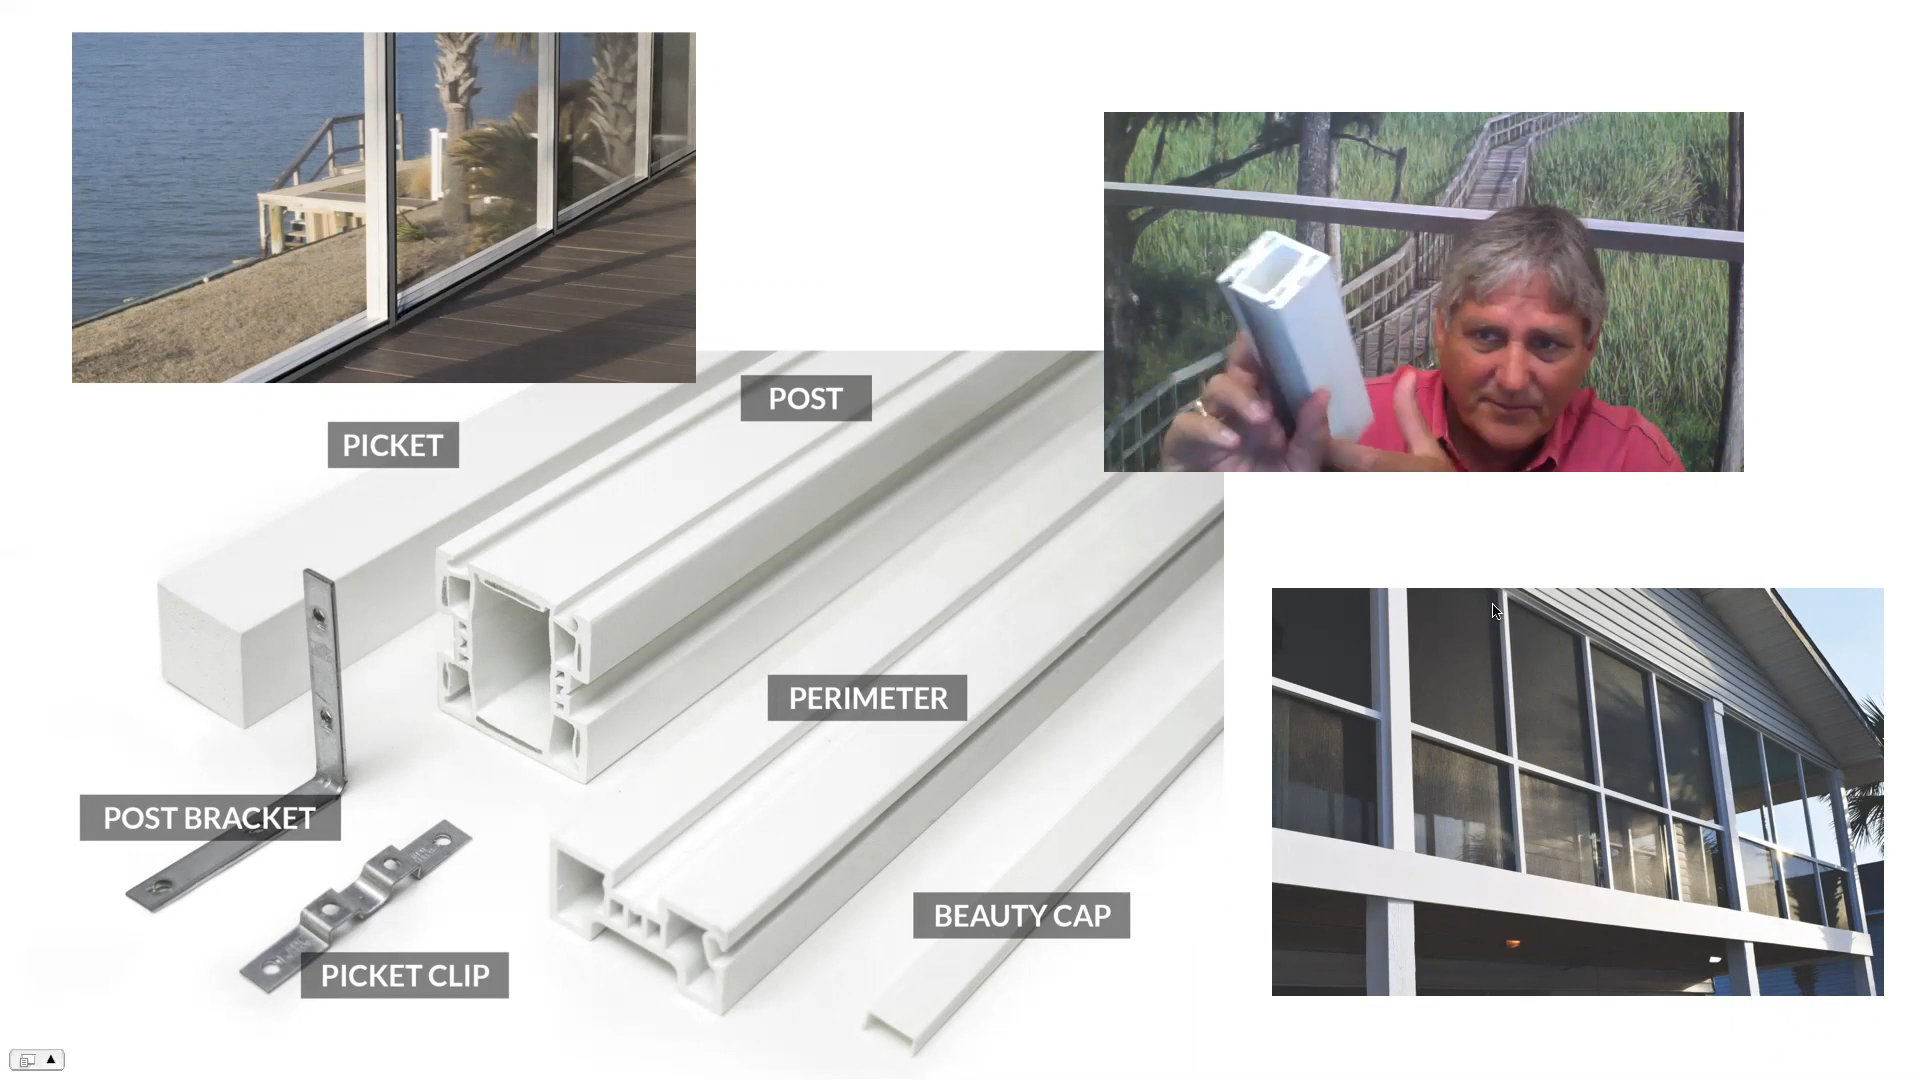 POST
PICKET
PERIMETER
POST BRACKET
BEAUTY CAP
PICKET CLIP